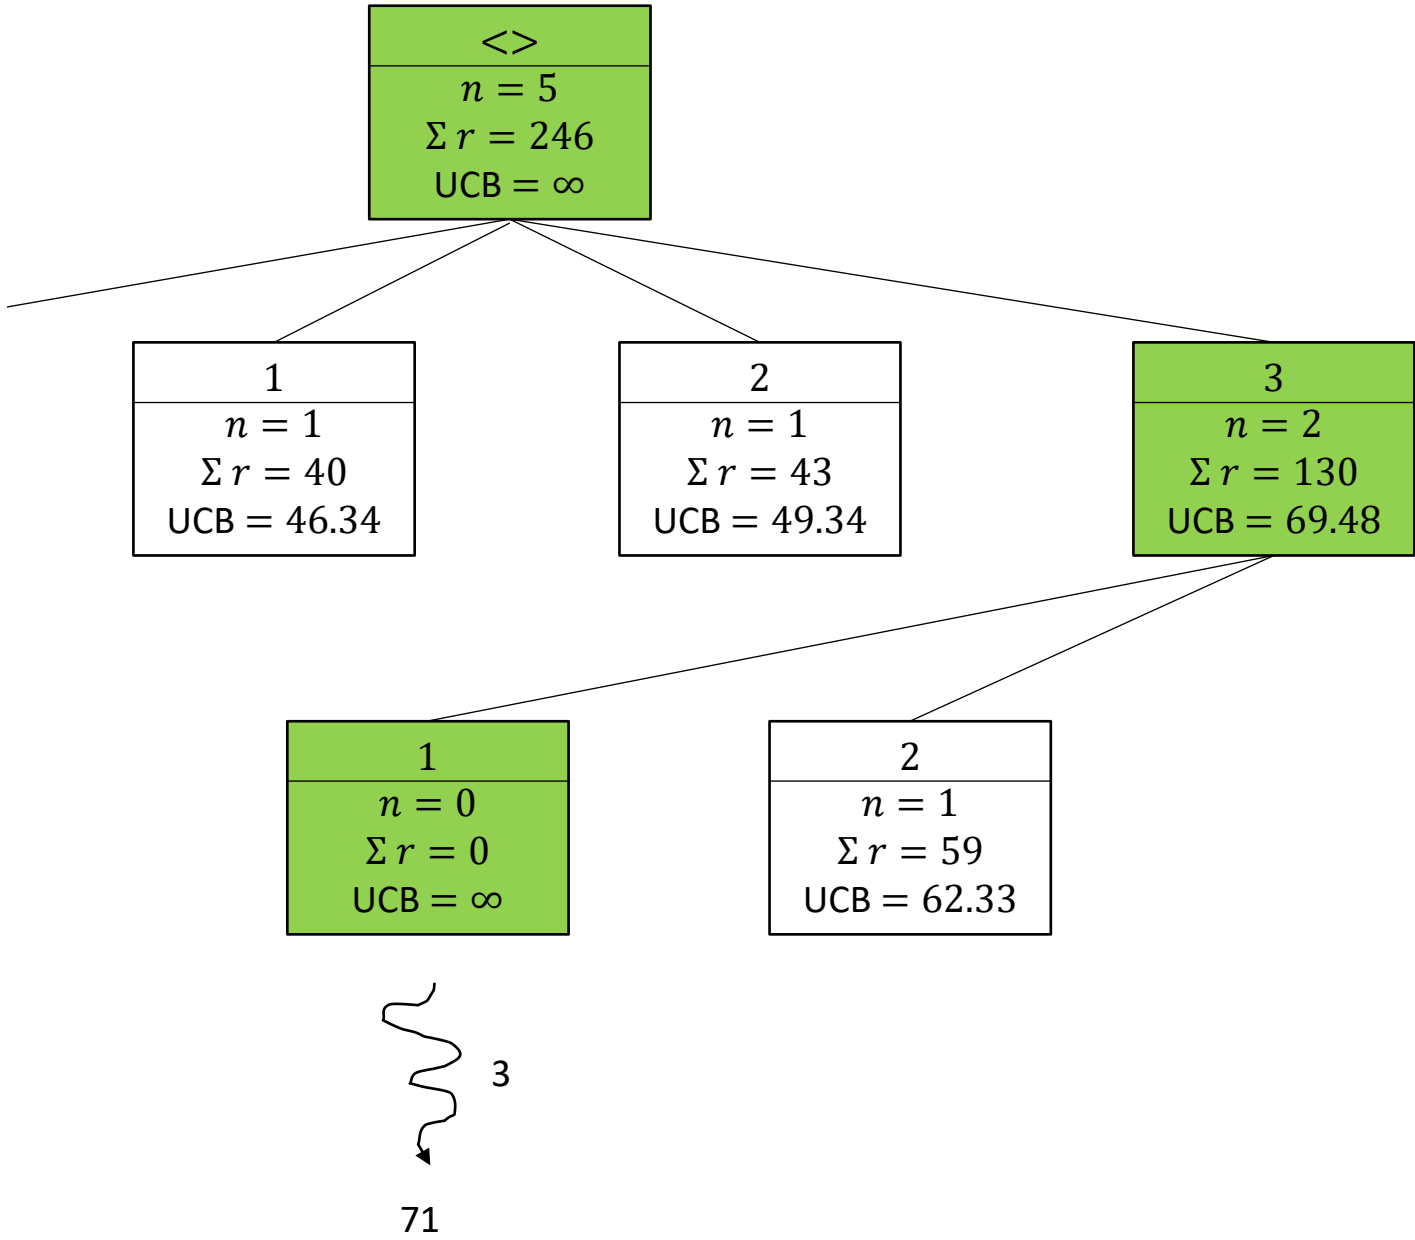 <>
n = 5
Σ r = 246
UCB = ∞
1
n = 1
Σ r = 40
UCB = 46.34
2
n = 1
Σ r = 43
UCB = 49.34
3
n = 2
Σ r = 130
UCB = 69.48
1
n = 0
Σ r = 0
UCB = ∞
2
n = 1
Σ r = 59
UCB = 62.33
3
71